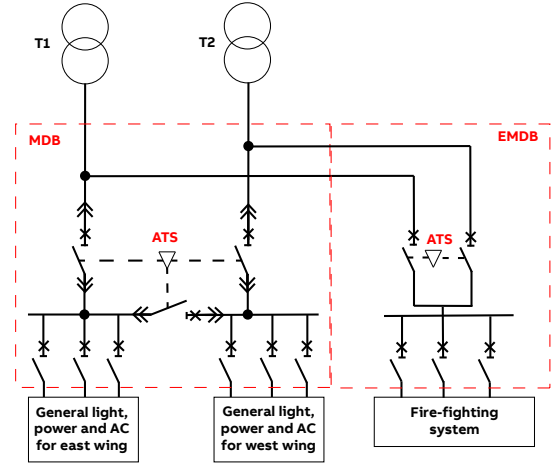 T1
T2
MDB
EMDB
ATS
ATS
General light,
power and AC
for east wing
General light,
power and AC
for west wing
Fire-fighting
system